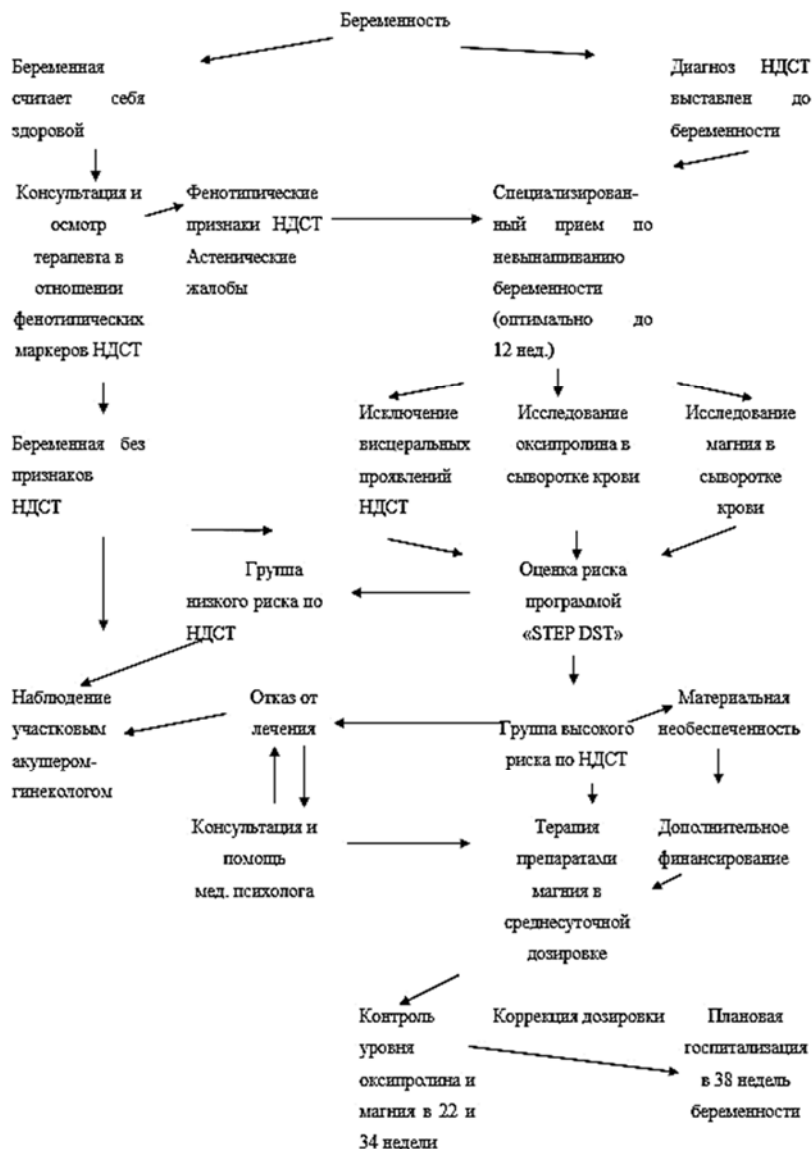 Беременность
Беременная
считает себя
здоровой
Диагноз НДСТ
выставлен до
беременности
Консультация и
осмотр
терапевта в
отношении
фенотипических
маркеров НДСТ
Фенотипические
признаки НДСТ
Астенические
жалобы
Специализирован-
ный прием по
невынашиванию
беременности
(оптимально до
12 нед.)
Беременная без
признаков
НДСТ
Исключение
висцеральных
проявлений
НДСТ
Исследование
оксипролина в
сыворотке крови
Исследование
магния в
сыворотке
крови
Группа
низкого риска по
НДСТ
Оценка риска
программой
«STEP DST»
Наблюдение
участковым
акушером-
гинекологом
Отказ от
лечения
Группа высокого
риска по НДСТ
Материальная
необеспеченность
Консультация и
помощь
мед. психолога
Терапия
препаратами
магния в
среднесуточной
дозировке
Дополнительное
финансирование
Контроль
уровня
оксипролина и
магния в 22 и
34 недели
Коррекция дозировки
Плановая
госпитализация
в 38 недель
беременности